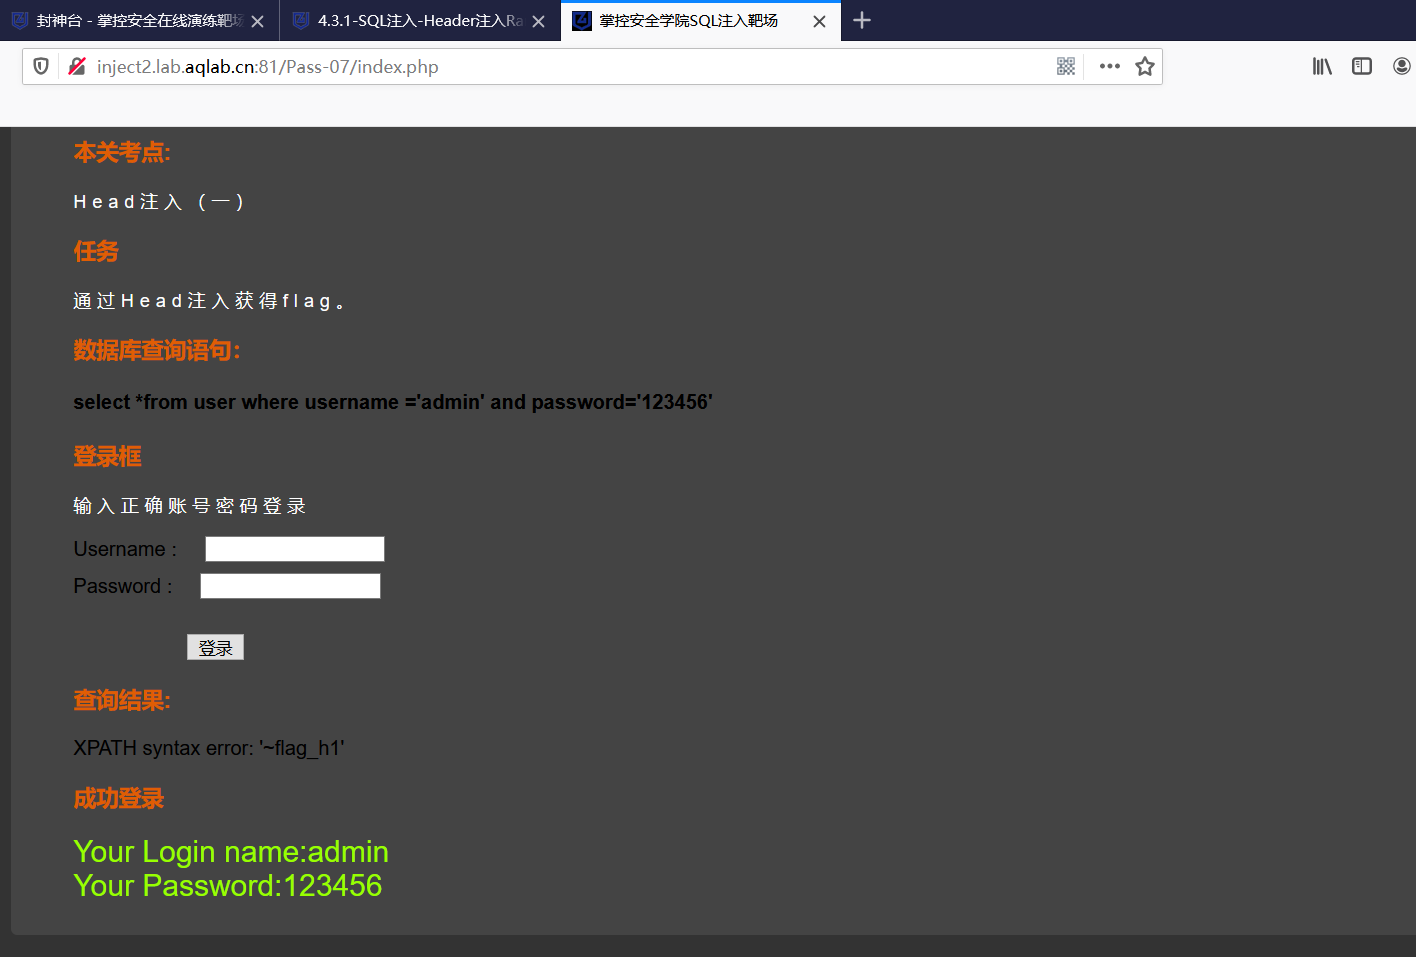 封神台 - 掌控安全在线演练靶场
4.3.1-SQL注入-Header注入Ra
掌控安全学院SQL注入靶场
inject2.lab.aqlab.cn:81/Pass-07/index.php
本关考点:
Head注入（一）
任务
通过Head注入获得flag。
数据库查询语句:
select *from user where username ='admin' and password='123456'
登录框
输入正确账号密码登录
Username :
Password :
登录
查询结果:
XPATH syntax error: '~flag_h1'
成功登录
Your Login name:admin
Your Password:123456